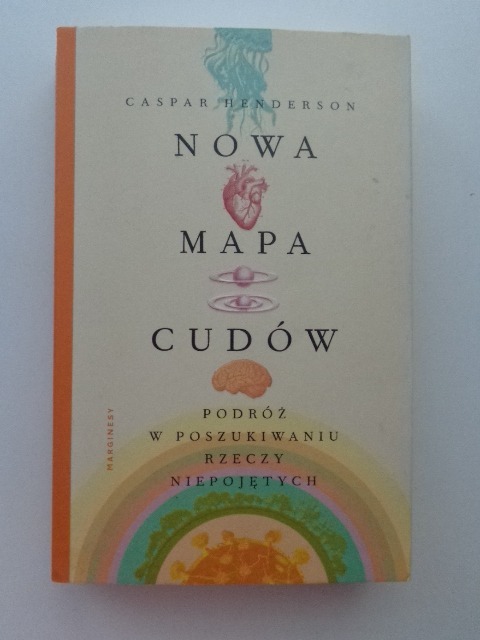 CASPAR HENDERSON
NOWA
MAPA
CUDÓW
PODRÓŻ
W POSZUKIWANIU
RZECZY
NIEPOJĘTYCH
MARGINESY